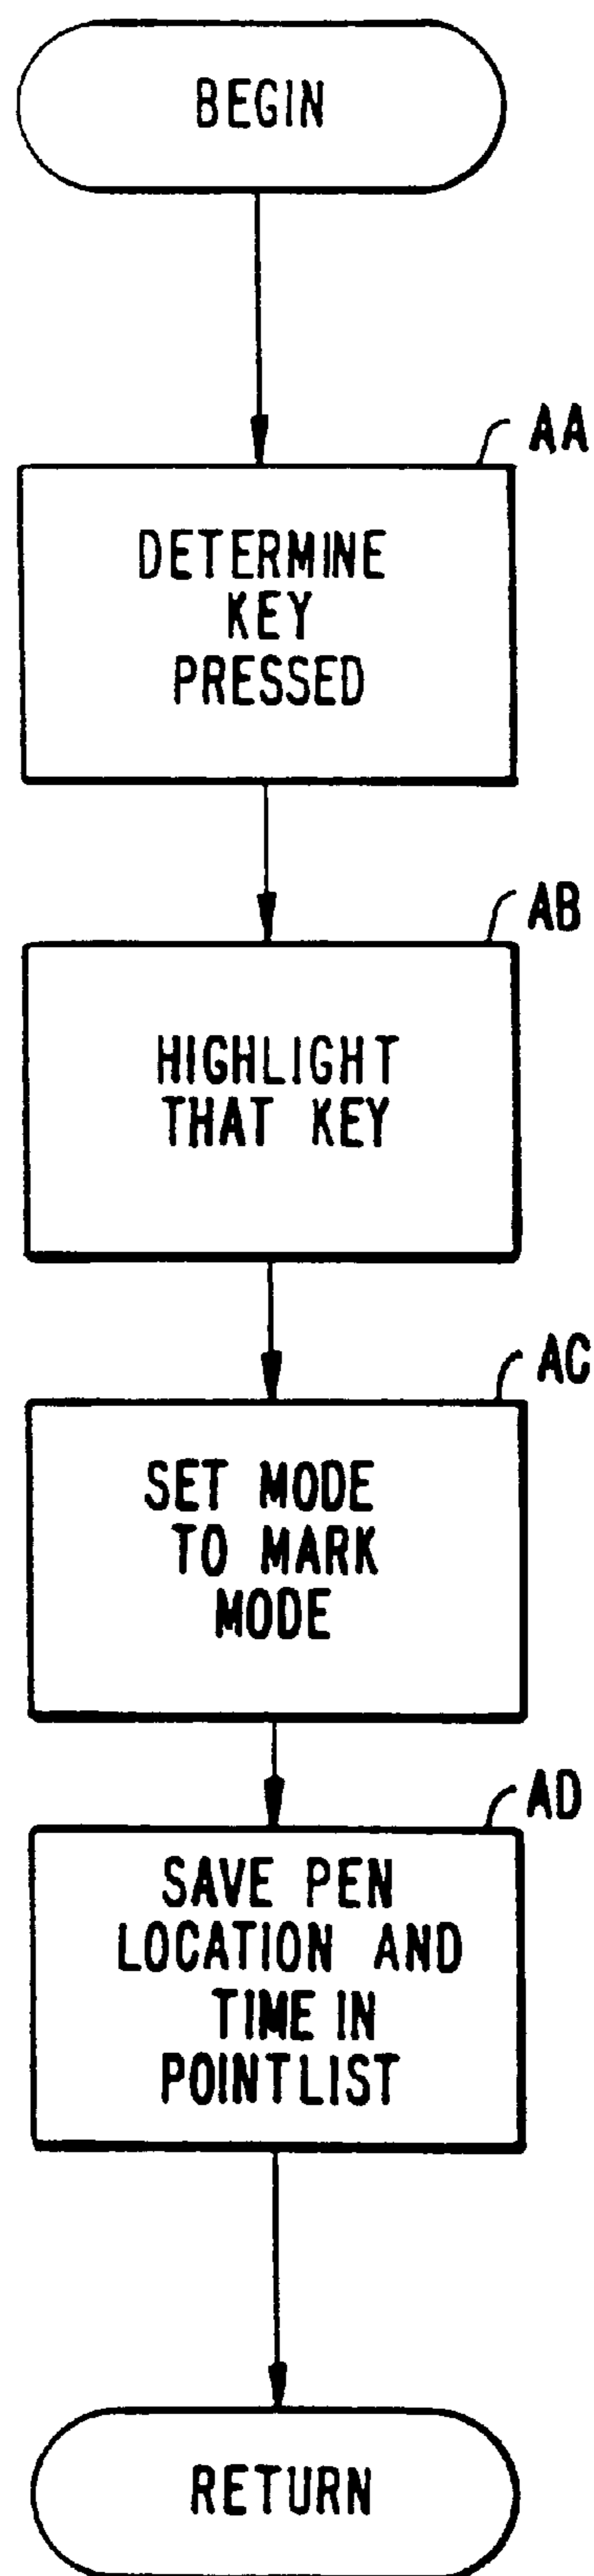 BEGIN
AA
DETERMINE
KEY
PRESSED
AB
HIGHLIGHT
THAT KEY
AC
SET MODE
TO MARK
MODE
AD
SAVE PEN
LOCATION AND
TIME IN
POINTLIST
RETURN